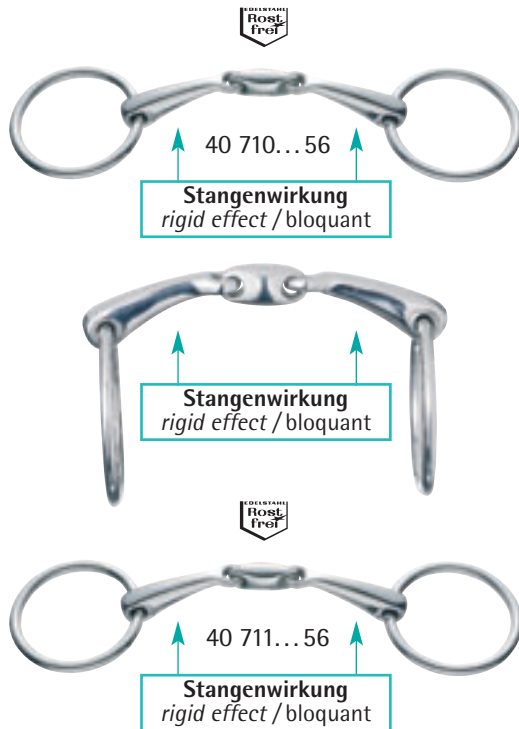 EDELSTAHL
Rost
frei
40 710...56
Stangenwirkung
rigid effect / bloquant
Stangenwirkung
rigid effect / bloquant
EDELSTAHL
Rost
frei
40 711...56
Stangenwirkung
rigid effect / bloquant